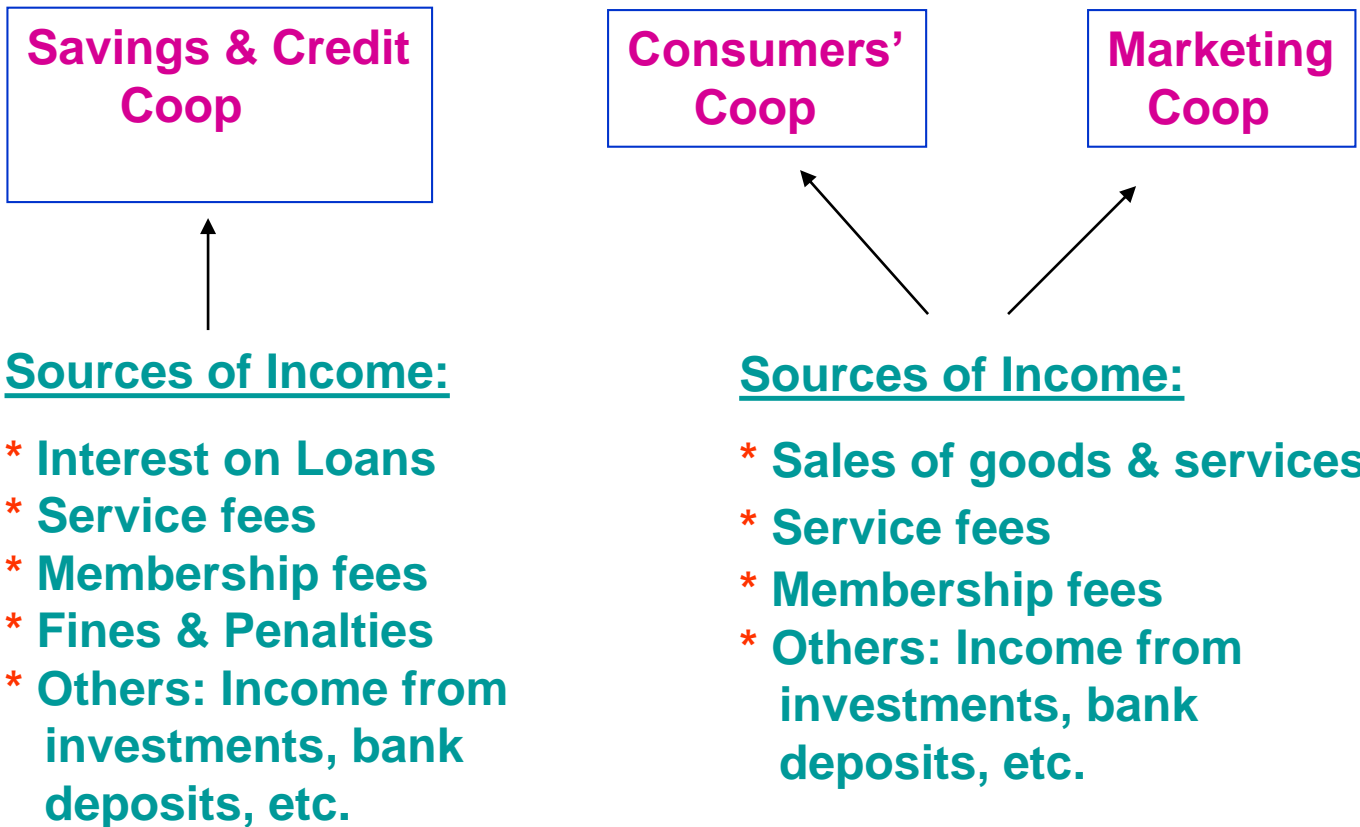 Savings & Credit
Coop
Consumers’
Coop
Marketing
Coop
Sources of Income:
* Interest on Loans
* Service fees
* Membership fees
* Fines & Penalties
* Others: Income from
investments, bank
deposits, etc.
Sources of Income:
* Sales of goods & services
* Service fees
* Membership fees
* Others: Income from
investments, bank
deposits, etc.